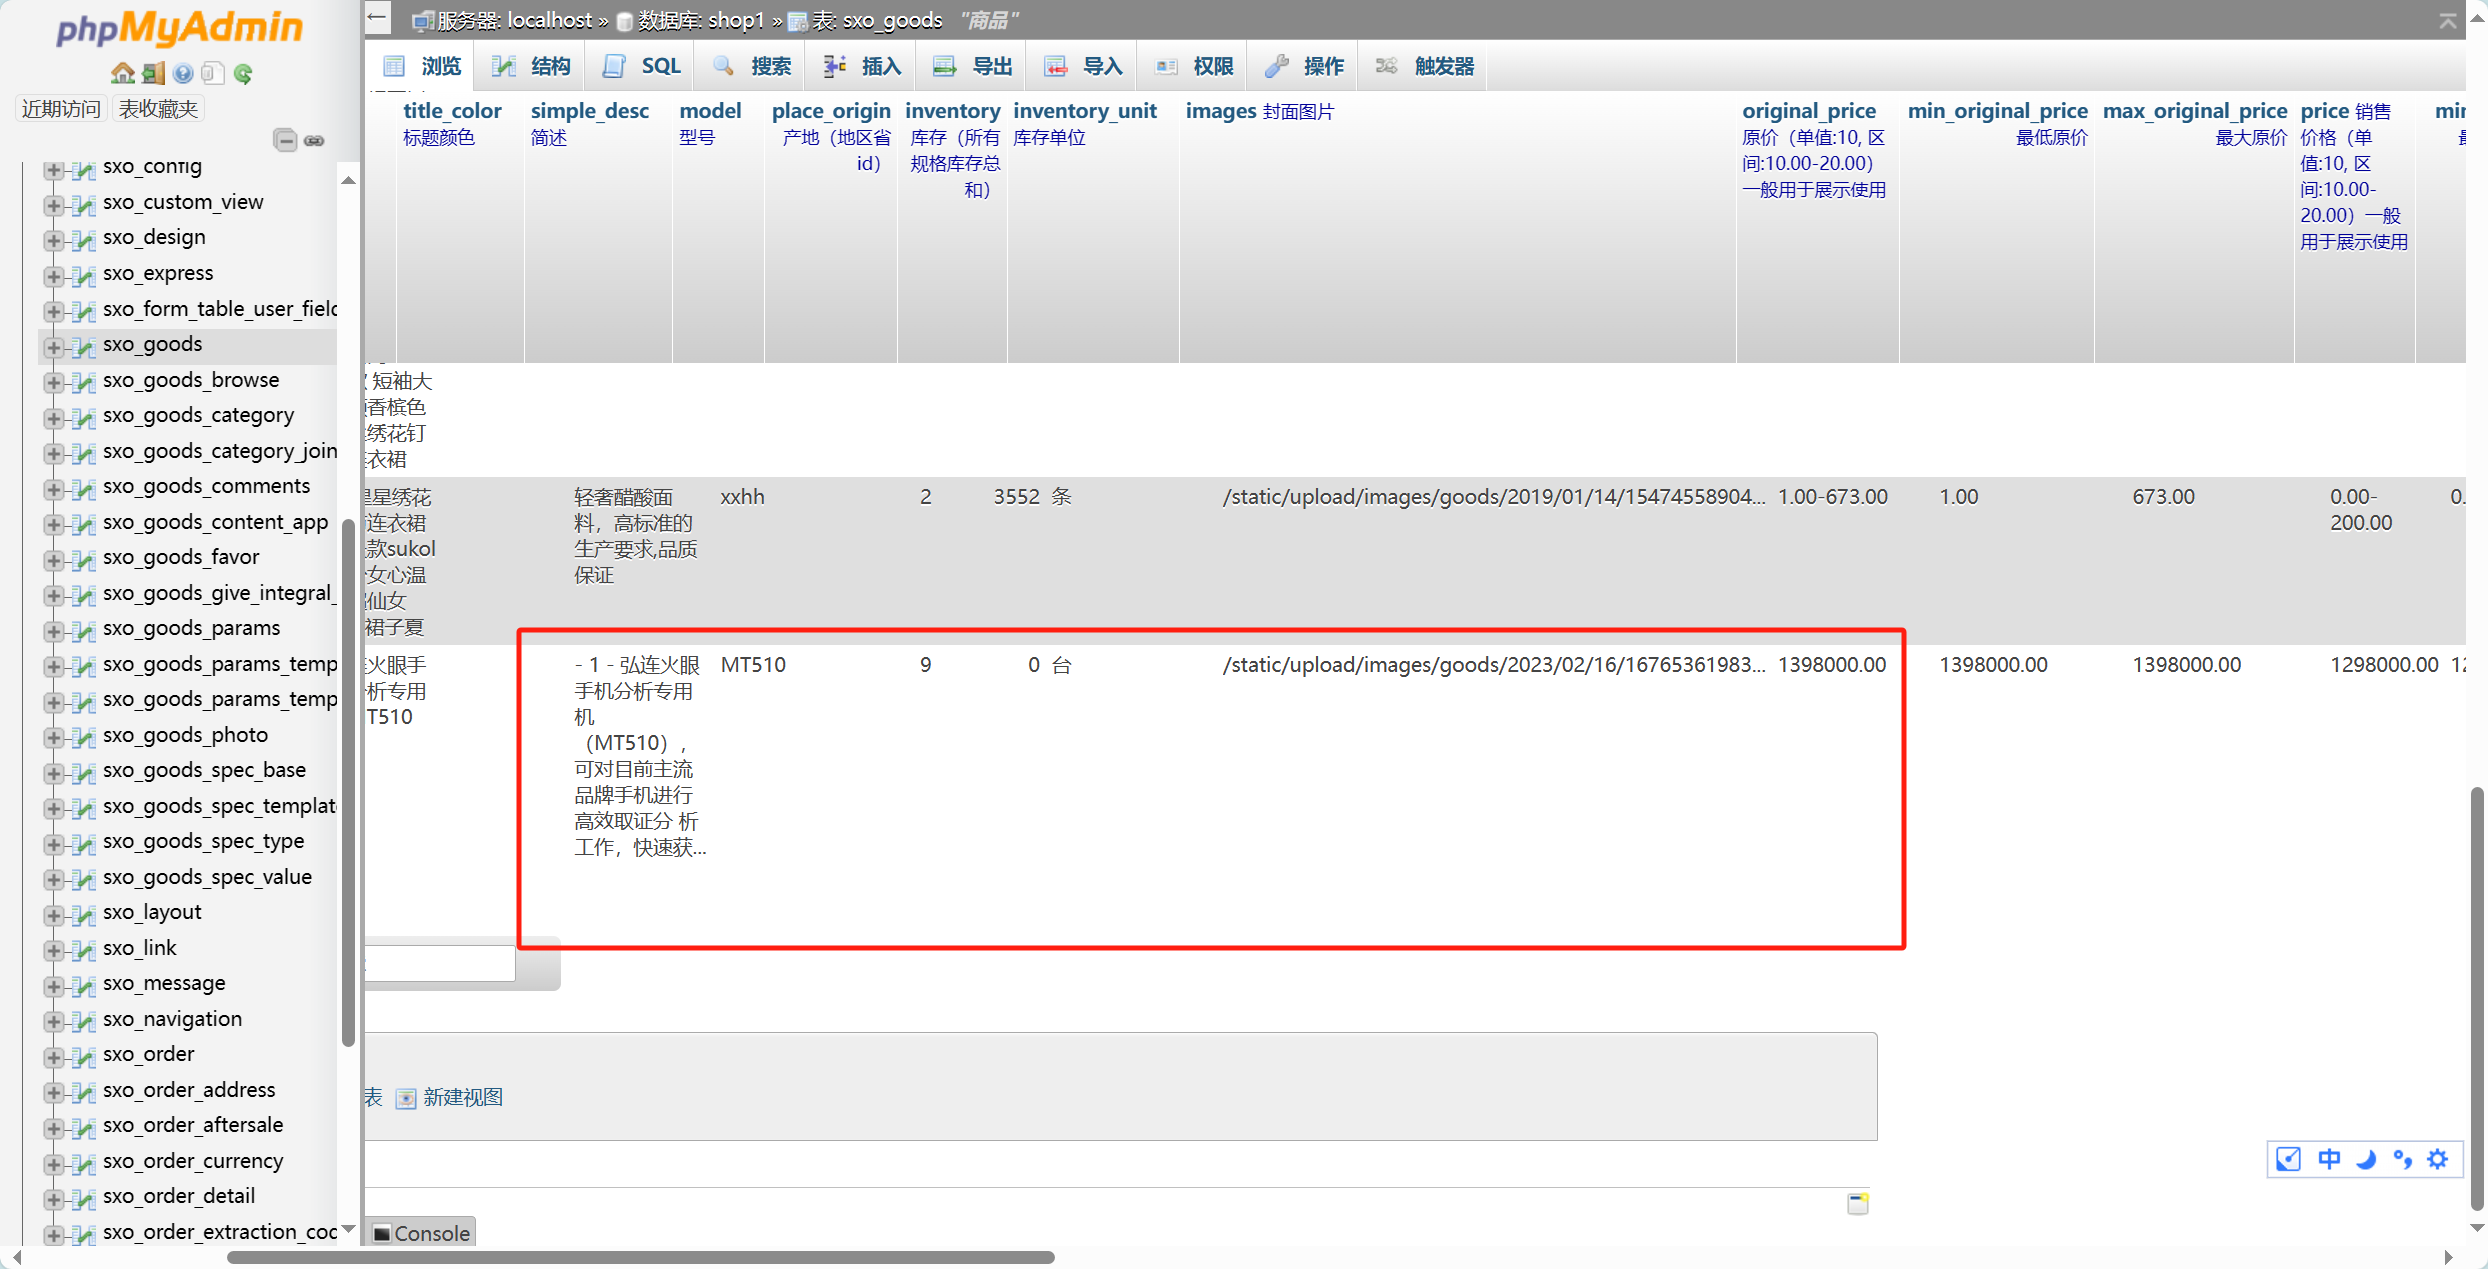 phpMyAdmin
近期访问 表收藏夹
sxo_config
sxo_custom_view
sxo_design
sxo_express
sxo_form_table_user_field
sxo_goods
sxo_goods_browse
sxo_goods_category
sxo_goods_category_join
sxo_goods_comments
sxo_goods_content_app
sxo_goods_favor
sxo_goods_give_integral_
sxo_goods_params
sxo_goods_params_temp
sxo_goods_params_temp
sxo_goods_photo
sxo_goods_spec_base
sxo_goods_spec_templat
sxo_goods_spec_type
sxo_goods_spec_value
sxo_layout
sxo_link
sxo_message
sxo_navigation
sxo_order
sxo_order_address
sxo_order_aftersale
sxo_order_currency
sxo_order_detail
sxo_order_extraction_cod
服务器: localhost » 数据库: shop1 » 表: sxo_goods "商品"
浏览 结构 SQL 搜索 插入 导出 导入 权限 操作 触发器
title_color
标题颜色
simple_desc
简述
model
型号
place_origin
产地（地区省
id）
inventory
库存（所有
规格库存总
和）
inventory_unit
库存单位
images 封面图片
original_price
原价（单值:10, 区
间:10.00-20.00）
一般用于展示使用
min_original_price
最低原价
max_original_price
最大原价
price 销售
价格（单
值:10, 区
间:10.00-
20.00）一般
用于展示使用
min
短袖大
香槟色
绣花钉
衣裙
星绣花
连衣裙
款sukol
女心温
仙女
裙子夏
轻奢醋酸面
料，高标准的
生产要求,品质
保证
xxhh
2
3552
条
/static/upload/images/goods/2019/01/14/15474558904...
1.00-673.00
1.00
673.00
0.00-
200.00
0.
火眼手
析专用
T510
- 1 - 弘连火眼
手机分析专用
机
（MT510），
可对目前主流
品牌手机进行
高效取证分 析
工作，快速获...
MT510
9
0
台
/static/upload/images/goods/2023/02/16/16765361983...
1398000.00
1398000.00
1398000.00
1298000.00
12
表 新建视图
中
Console